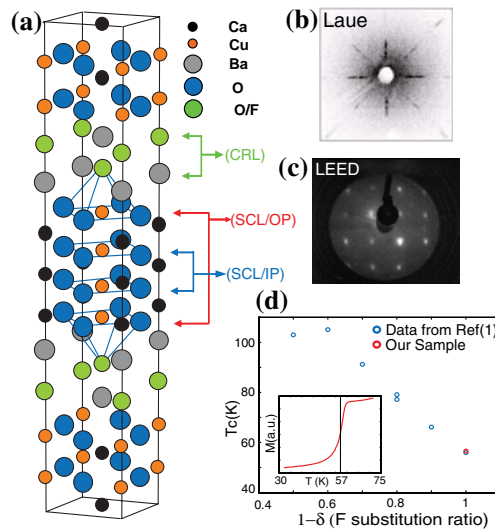 (a)
Ca
Cu
Ba
O
O/F
(CRL)
(SCL/OP)
(SCL/IP)
(b)
Laue
(c)
LEED
(d)
Data from Ref(1)
Our Sample
Tc(K)
100
80
60
40
M(a.u.)
30 57 75
T (K)
0.4 0.6 0.8 1.0
1−δ (F substitution ratio)